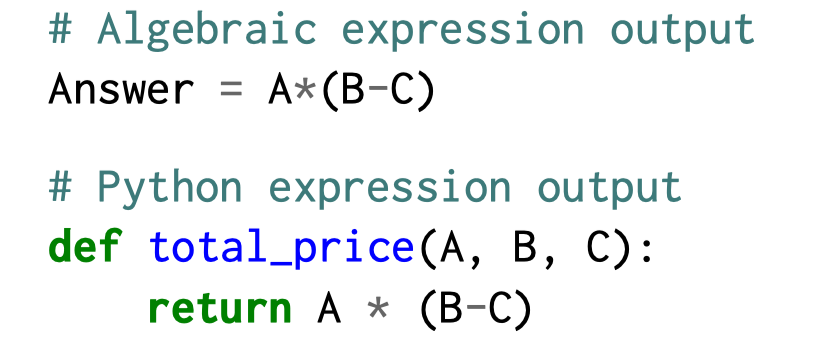 # Algebraic expression output
Answer = A*(B-C)
# Python expression output
def total_price(A, B, C):
    return A * (B-C)